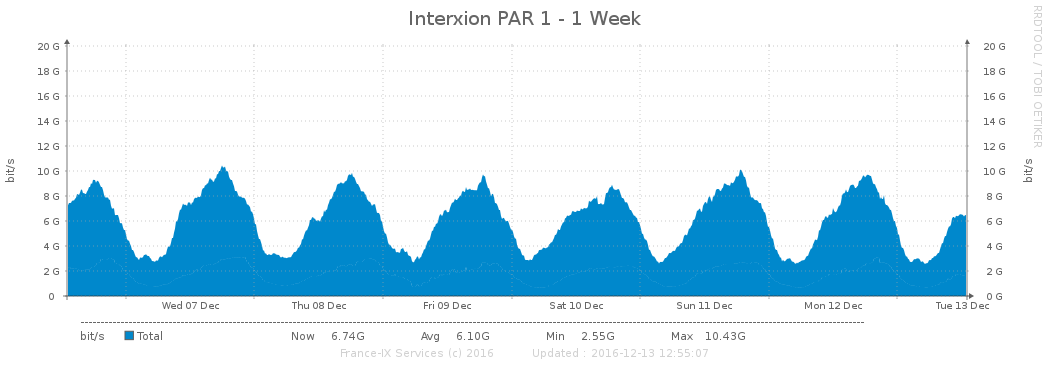 Interxion PAR 1 - 1 Week
RRDTOOL / TOBI OETIKER
20 G 20 G
18 G 18 G
16 G 16 G
14 G 14 G
12 G 12 G
10 G 10 G
8 G 8 G
6 G 6 G
4 G 4 G
2 G 2 G
0 0 G
bit/s bit/s
Wed 07 Dec Thu 08 Dec Fri 09 Dec Sat 10 Dec Sun 11 Dec Mon 12 Dec Tue 13 Dec
bit/s Total Now 6.74G Avg 6.10G Min 2.55G Max 10.43G
France-IX Services (c) 2016 Updated : 2016-12-13 12:55:07